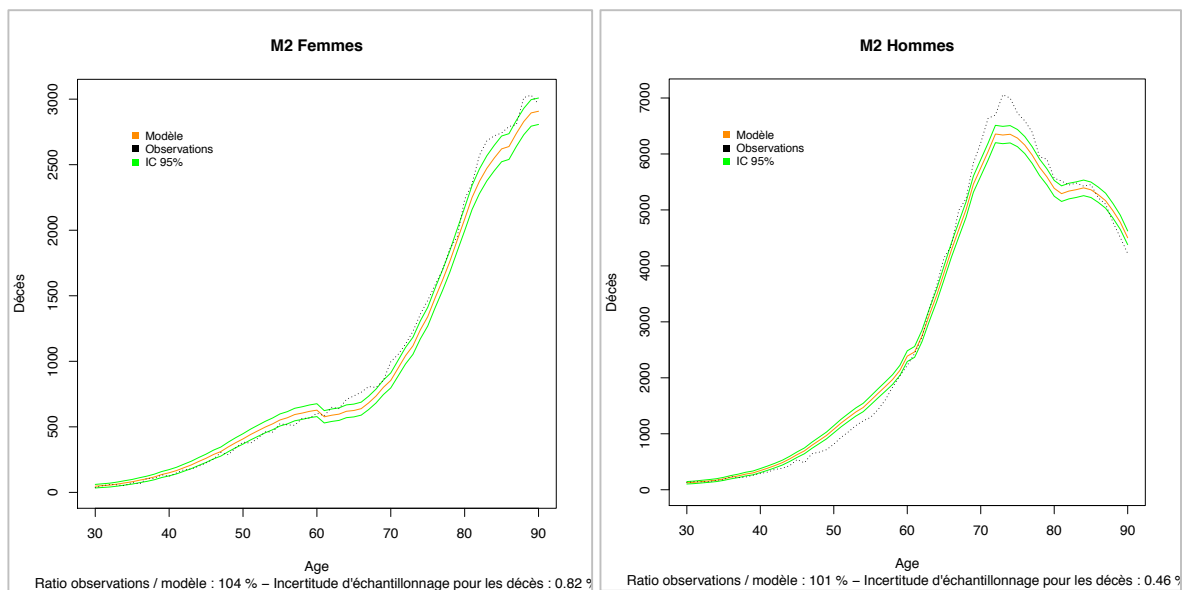 M2 Femmes
Modèle
Observations
IC 95%
Décès
0
500
1000
1500
2000
2500
3000
30 40 50 60 70 80 90
Age
Ratio observations / modèle : 104 % − Incertitude d'échantillonnage pour les décès : 0.82 %
M2 Hommes
Modèle
Observations
IC 95%
Décès
0
1000
2000
3000
4000
5000
6000
7000
30 40 50 60 70 80 90
Age
Ratio observations / modèle : 101 % − Incertitude d'échantillonnage pour les décès : 0.46 %